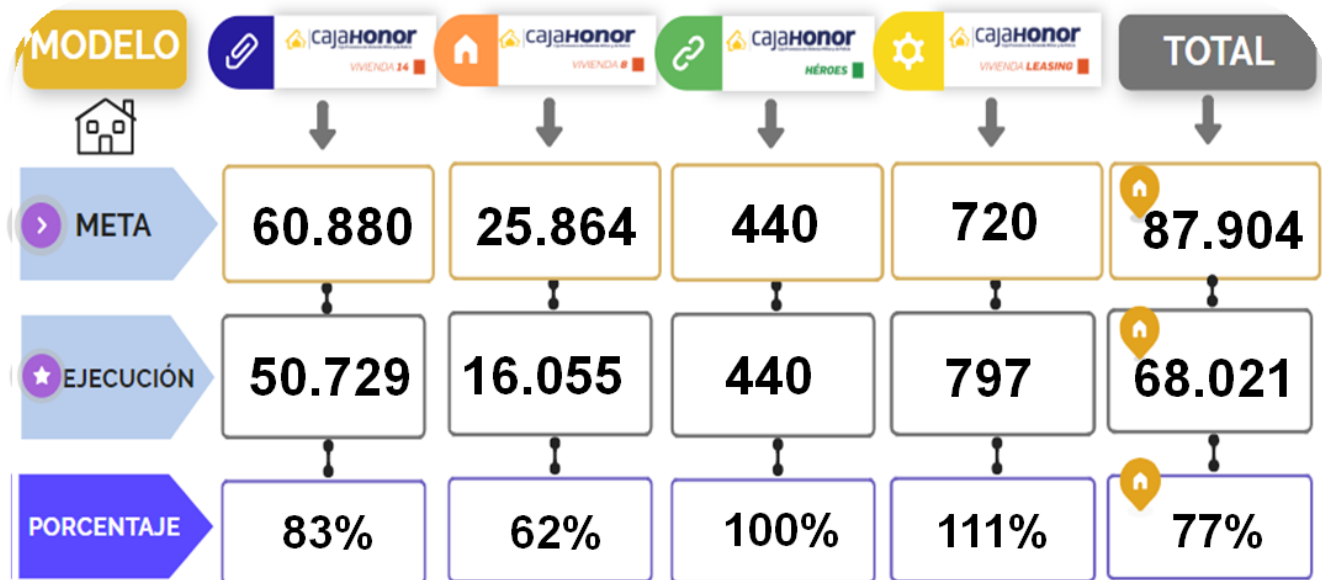 MODELO
cajaHonor
VIVIENDA 14
cajaHonor
VIVIENDA 8
cajaHonor
HÉROES
cajaHonor
VIVIENDA LEASING
TOTAL
META
60.880
25.864
440
720
87.904
EJECUCIÓN
50.729
16.055
440
797
68.021
PORCENTAJE
83%
62%
100%
111%
77%